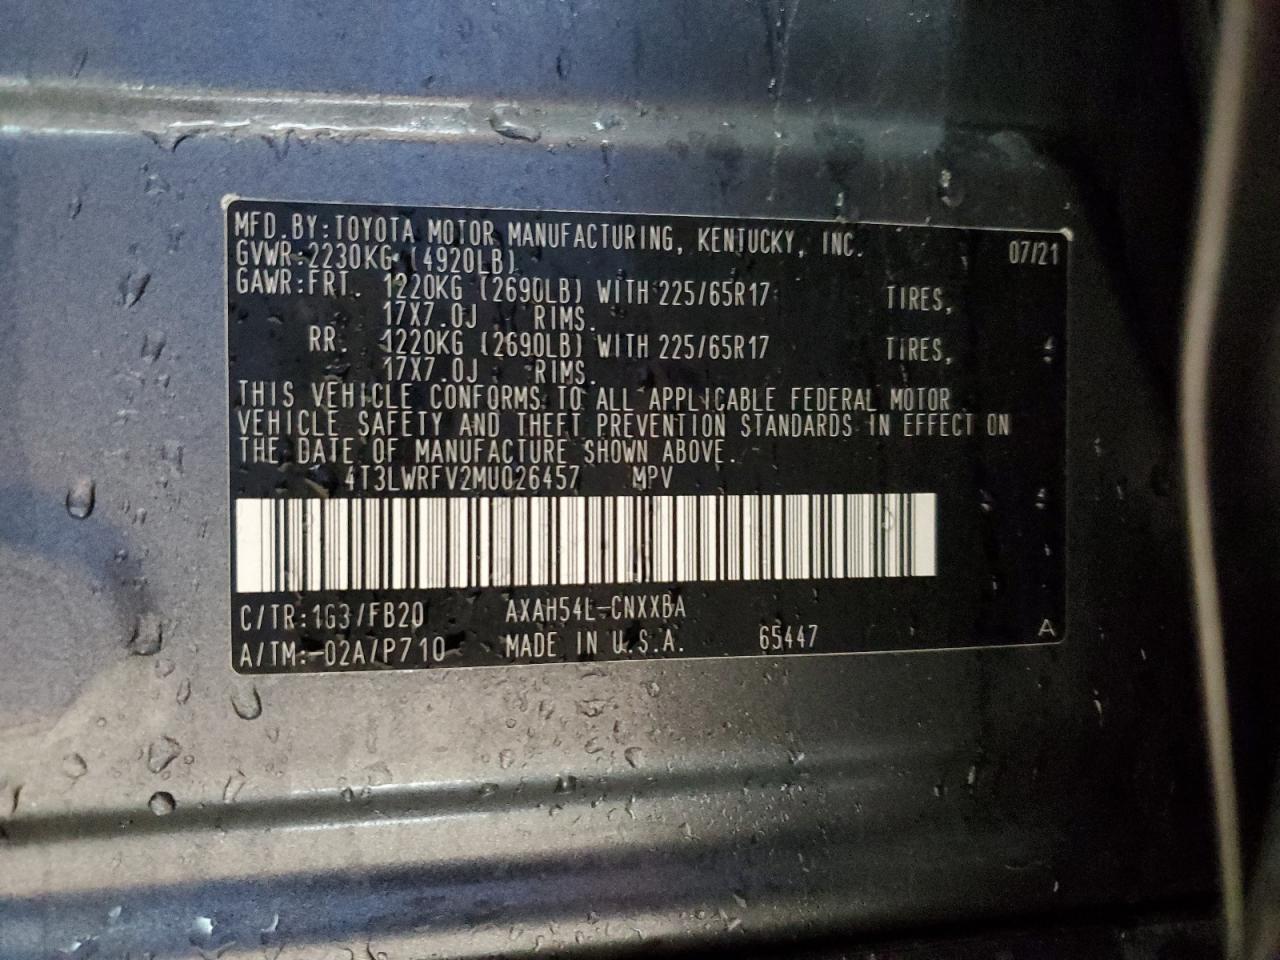 MFD.BY:TOYOTA MOTOR MANUFACTURING, KENTUCKY, INC. 07/21
GVWR:2230KG (4920LB)
GAWR:FRT. 1220KG (2690LB) WITH 225/65R17 TIRES,
17X7.0J RIMS.
RR. 1220KG (2690LB) WITH 225/65R17 TIRES,
17X7.0J RIMS.
THIS VEHICLE CONFORMS TO ALL APPLICABLE FEDERAL MOTOR
VEHICLE SAFETY AND THEFT PREVENTION STANDARDS IN EFFECT ON
THE DATE OF MANUFACTURE SHOWN ABOVE.
4T3LWRFV2MU026457 MPV
C/TR:1G3/FB20 AXAH54L-CNXXBA
A/TM:-02A/P710 MADE IN U.S.A. 65447 A